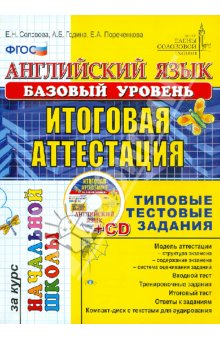 Е.Н. Соловова, А.Б. Година, Е.А. Пореченкова
ФГОС
АНГЛИЙСКИЙ ЯЗЫК
БАЗОВЫЙ УРОВЕНЬ
ИТОГОВАЯ
АТТЕСТАЦИЯ
ТИПОВЫЕ
ТЕСТОВЫЕ
ЗАДАНИЯ
+CD
за курс
НАЧАЛЬНОЙ
ШКОЛЫ
Модель аттестации
- структура экзамена
- содержание экзамена
- система оценивания заданий
Входной тест
Тренировочные задания
Итоговый тест
Ответы к заданиям
Компакт-диск с текстами для аудирования